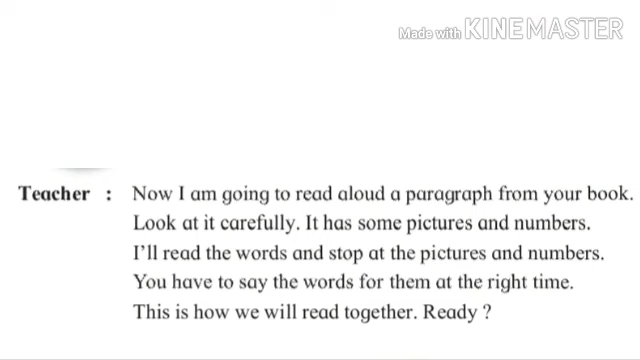 Made with KINEMASTER
Teacher : Now I am going to read aloud a paragraph from your book.
Look at it carefully. It has some pictures and numbers.
I'll read the words and stop at the pictures and numbers.
You have to say the words for them at the right time.
This is how we will read together. Ready ?